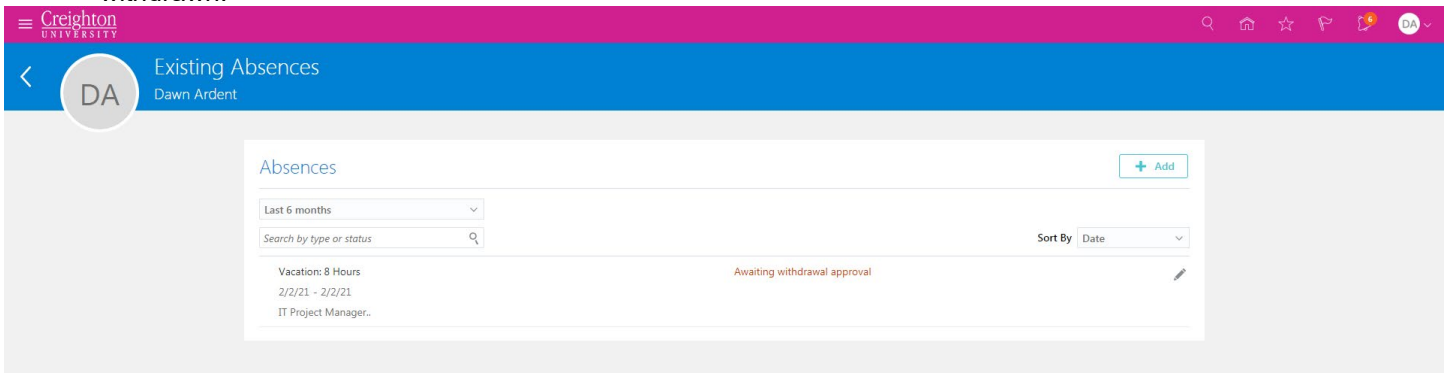 Creighton
UNIVERSITY
6
DA
Existing Absences
DA
Dawn Ardent
Absences
Add
Last 6 months
Search by type or status
Sort By Date
Vacation: 8 Hours
Awaiting withdrawal approval
2/2/21 - 2/2/21
IT Project Manager..